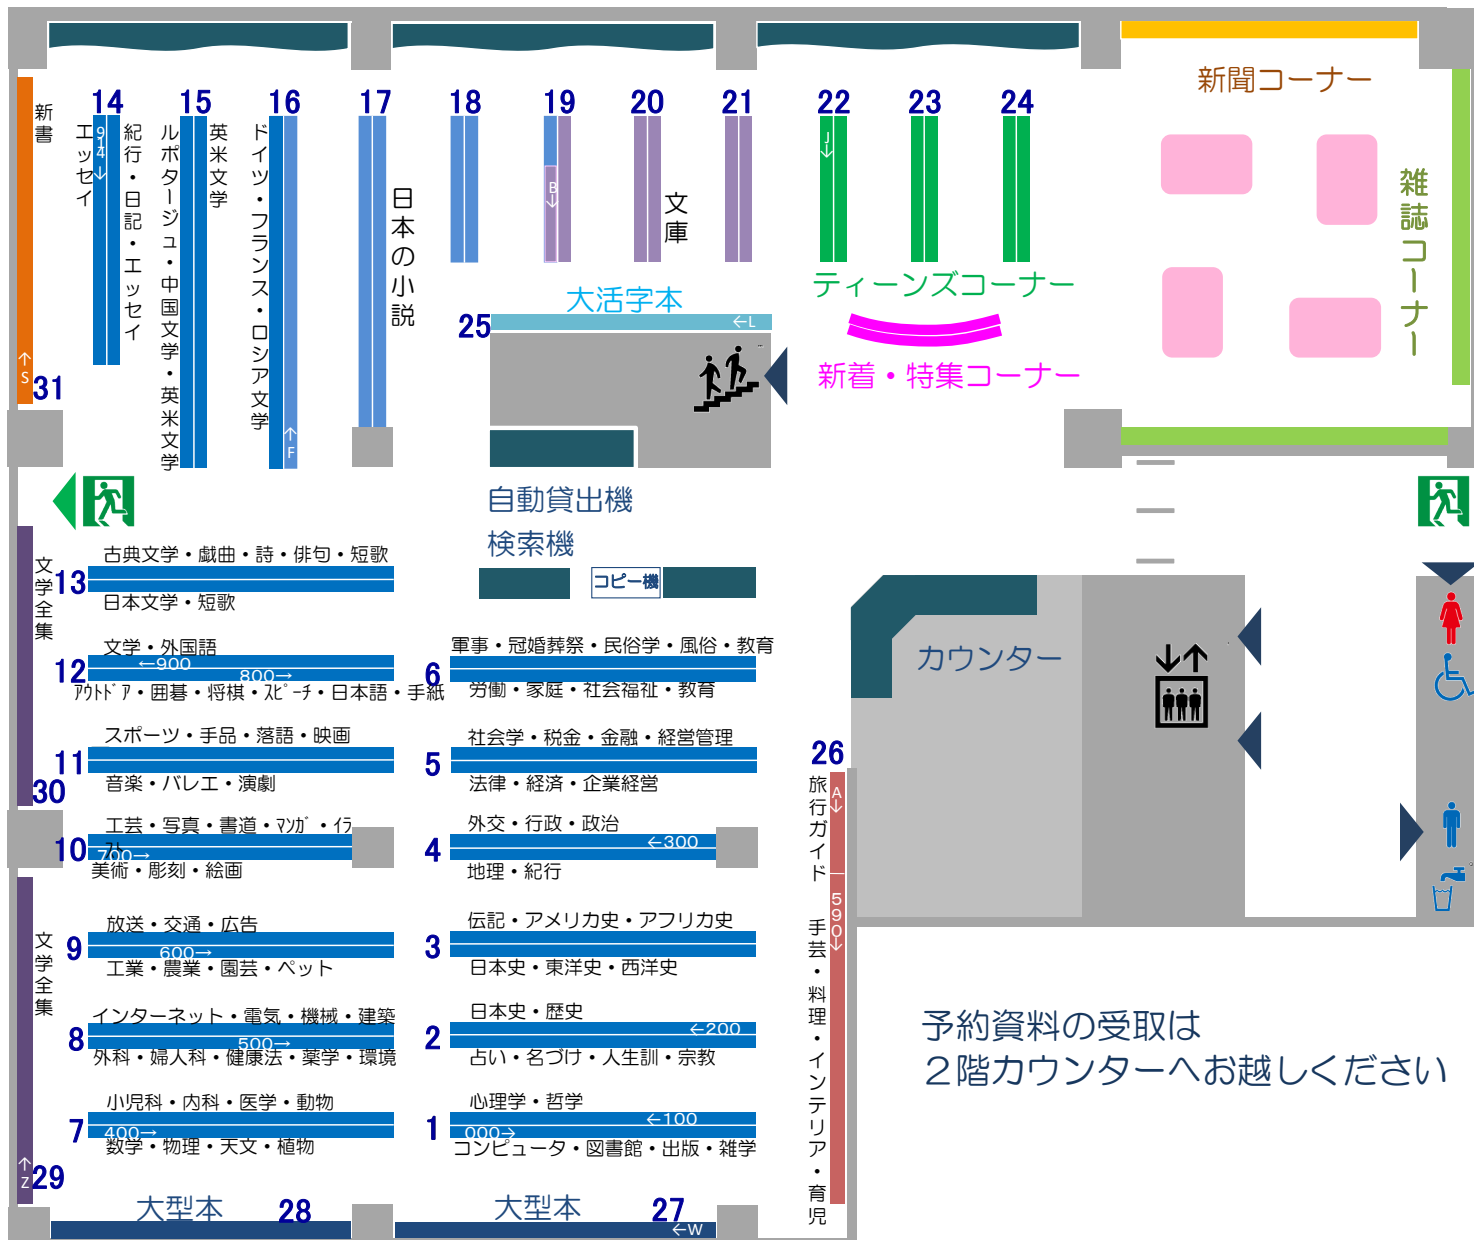 新聞コーナー
雑誌コーナー
14
15
16
17
18
19
20
21
22
23
24
新書
↑S
31
エッセイ
914↓
紀行・日記・エッセイ
ルポタージュ・中国文学・英米文学
英米文学
ドイツ・フランス・ロシア文学
↑F
日本の小説
B↓
文庫
J↓
ティーンズコーナー
新着・特集コーナー
大活字本
25
←L
自動貸出機
検索機
コピー機
カウンター
文学全集
30
文学全集
↑Z
29
古典文学・戯曲・詩・俳句・短歌
13
日本文学・短歌
文学・外国語
12
←900
800→
ｱｳﾄﾄﾞｱ・囲碁・将棋・ｽﾋﾟｰﾁ・日本語・手紙
スポーツ・手品・落語・映画
11
音楽・バレエ・演劇
工芸・写真・書道・ﾏﾝｶﾞ・ｲﾗｽﾄ
10
700→
美術・彫刻・絵画
放送・交通・広告
9
600→
工業・農業・園芸・ペット
インターネット・電気・機械・建築
8
500→
外科・婦人科・健康法・薬学・環境
小児科・内科・医学・動物
7
400→
数学・物理・天文・植物
軍事・冠婚葬祭・民俗学・風俗・教育
6
労働・家庭・社会福祉・教育
社会学・税金・金融・経営管理
5
法律・経済・企業経営
外交・行政・政治
4
←300
地理・紀行
伝記・アメリカ史・アフリカ史
3
日本史・東洋史・西洋史
日本史・歴史
2
←200
占い・名づけ・人生訓・宗教
心理学・哲学
1
←100
000→
コンピュータ・図書館・出版・雑学
26
A↓
旅行ガイド
590↓
手芸・料理・インテリア・育児
大型本
28
大型本
27
←W
予約資料の受取は
２階カウンターへお越しください